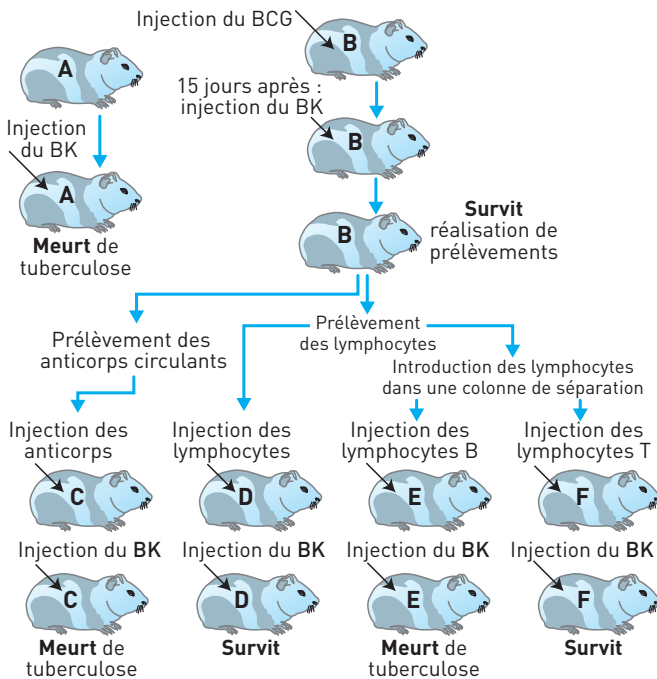 Injection du BCG
A
B
15 jours après :
injection du BK
Injection
du BK
A
B
Meurt de
tuberculose
B
Survit
réalisation de
prélèvements
Prélèvement des
anticorps circulants
Prélèvement
des lymphocytes
Introduction des lymphocytes
dans une colonne de séparation
Injection des
anticorps
C
Injection des
lymphocytes
D
Injection des
lymphocytes B
E
Injection des
lymphocytes T
F
Injection du BK
C
Meurt de
tuberculose
Injection du BK
D
Survit
Injection du BK
E
Meurt de
tuberculose
Injection du BK
F
Survit